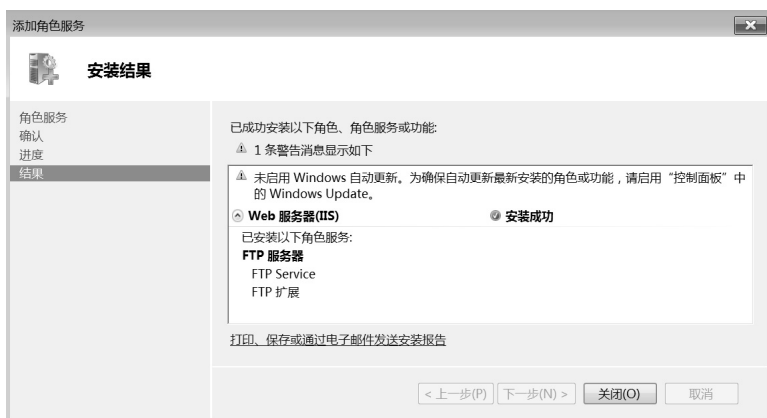 添加角色服务
安装结果
角色服务
确认
进度
结果
已成功安装以下角色、角色服务或功能:
1 条警告消息显示如下
未启用 Windows 自动更新。为确保自动更新最新安装的角色或功能，请启用“控制面板”中
的 Windows Update。
Web 服务器(IIS) 安装成功
已安装以下角色服务:
FTP 服务器
FTP Service
FTP 扩展
打印、保存或通过电子邮件发送安装报告
< 上一步(P) 下一步(N) > 关闭(O) 取消